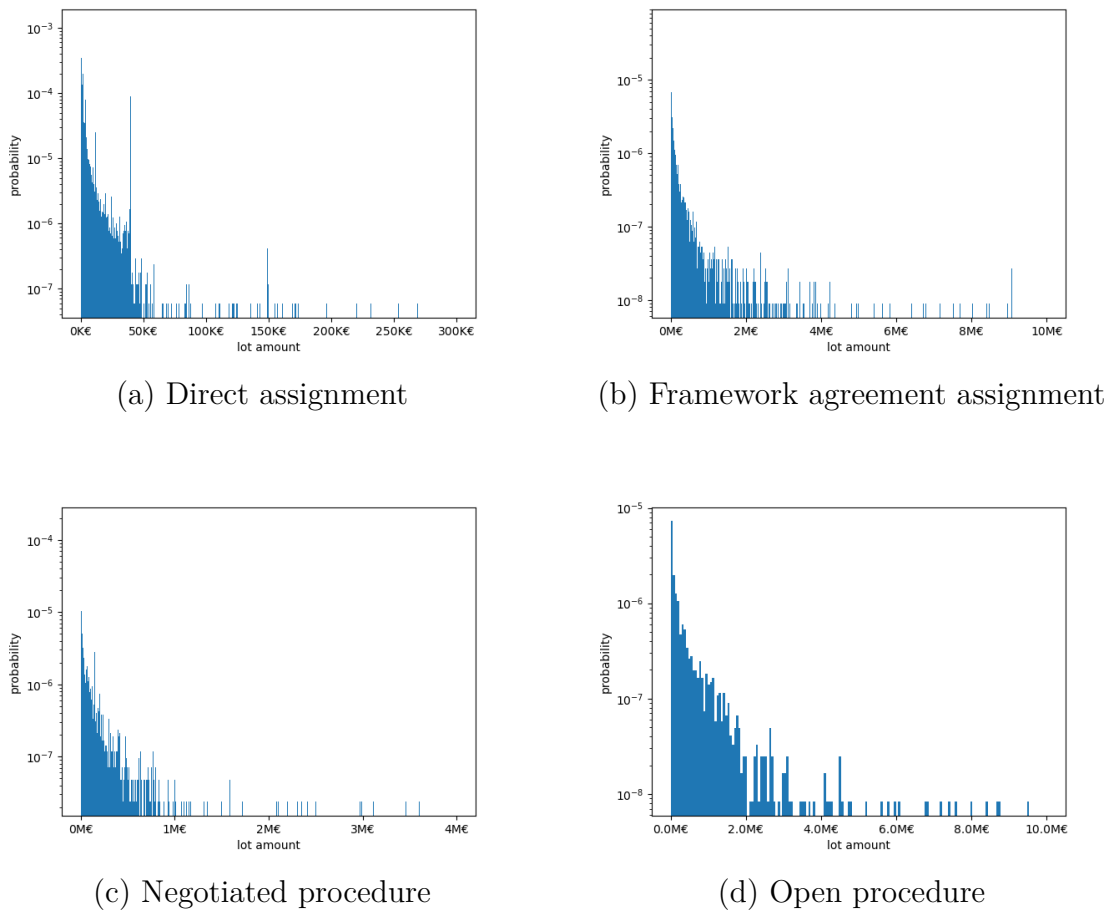 10⁻³
10⁻⁴
10⁻⁵
10⁻⁶
10⁻⁷
probability
0K€ 50K€ 100K€ 150K€ 200K€ 250K€ 300K€
lot amount
(a) Direct assignment
10⁻⁵
10⁻⁶
10⁻⁷
10⁻⁸
probability
0M€ 2M€ 4M€ 6M€ 8M€ 10M€
lot amount
(b) Framework agreement assignment
10⁻⁴
10⁻⁵
10⁻⁶
10⁻⁷
probability
0M€ 1M€ 2M€ 3M€ 4M€
lot amount
(c) Negotiated procedure
10⁻⁵
10⁻⁶
10⁻⁷
10⁻⁸
probability
0.0M€ 2.0M€ 4.0M€ 6.0M€ 8.0M€ 10.0M€
lot amount
(d) Open procedure